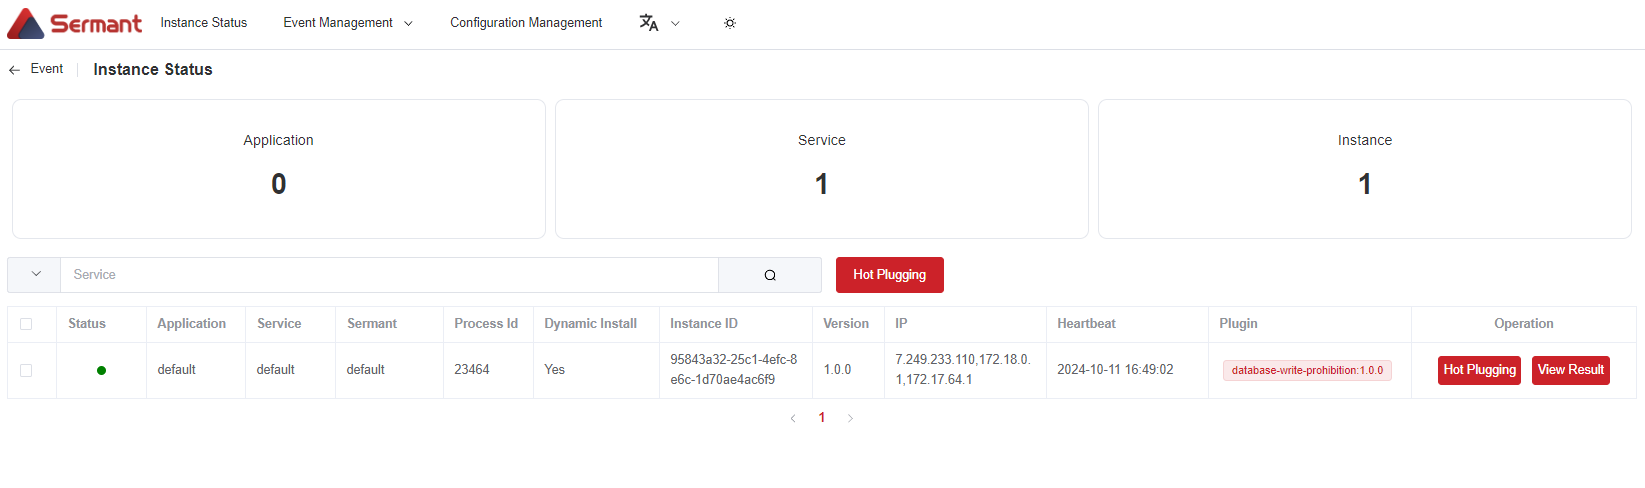 Sermant Instance Status Event Management Configuration Management
Event Instance Status
Application Service Instance
0 1 1
Service Hot Plugging
Status Application Service Sermant Process Id Dynamic Install Instance ID Version IP Heartbeat Plugin Operation
default default default 23464 Yes 95843a32-25c1-4efc-8 1.0.0 7.249.233.110,172.18.0. 2024-10-11 16:49:02 database-write-prohibition:1.0.0 Hot Plugging View Result
e6c-1d70ae4ac6f9 1,172.17.64.1
1